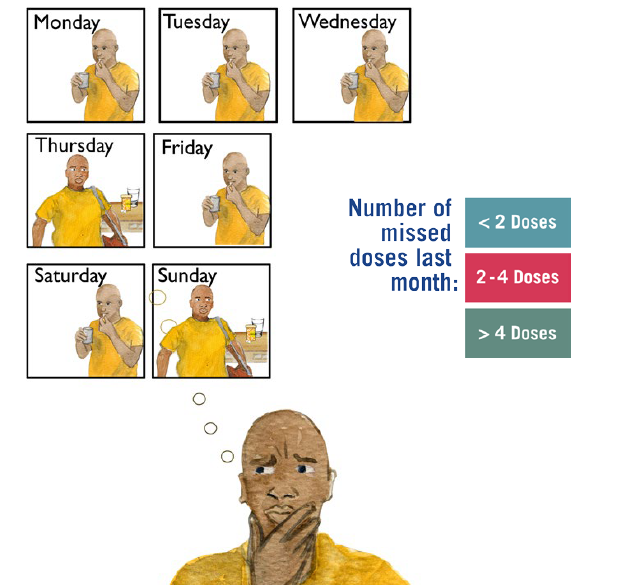 Monday
Tuesday
Wednesday
Thursday
Friday
Saturday
Sunday
Number of
missed
doses last
month:
< 2 Doses
2 - 4 Doses
> 4 Doses